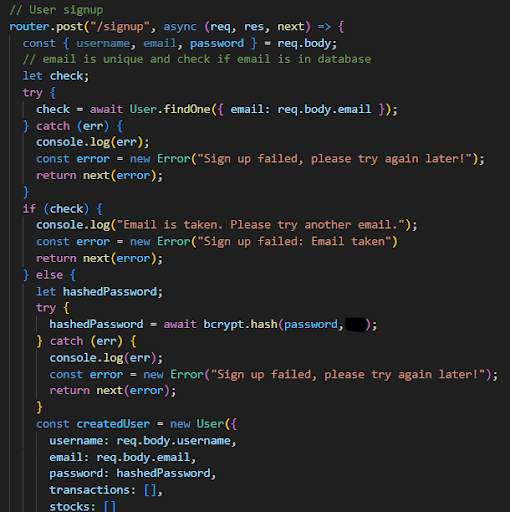 // User signup
router.post("/signup", async (req, res, next) => {
const { username, email, password } = req.body;
// email is unique and check if email is in database
let check;
try {
check = await User.findOne({ email: req.body.email });
} catch (err) {
console.log(err);
const error = new Error("Sign up failed, please try again later!");
return next(error);
}
if (check) {
console.log("Email is taken. Please try another email.");
const error = new Error("Sign up failed: Email taken")
return next(error);
} else {
let hashedPassword;
try {
hashedPassword = await bcrypt.hash(password, );
} catch (err) {
console.log(err);
const error = new Error("Sign up failed, please try again later!");
return next(error);
}
const createdUser = new User({
username: req.body.username,
email: req.body.email,
password: hashedPassword,
transactions: [],
stocks: []